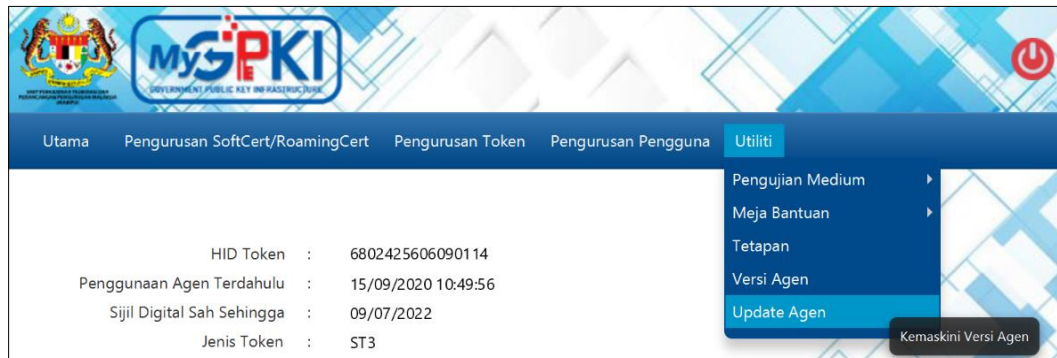 MyGPKI
GOVERNMENT PUBLIC KEY INFRASTRUCTURE
Utama Pengurusan SoftCert/RoamingCert Pengurusan Token Pengurusan Pengguna Utiliti
Pengujian Medium
Meja Bantuan
Tetapan
Versi Agen
Update Agen
Kemaskini Versi Agen
HID Token : 6802425606090114
Penggunaan Agen Terdahulu : 15/09/2020 10:49:56
Sijil Digital Sah Sehingga : 09/07/2022
Jenis Token : ST3